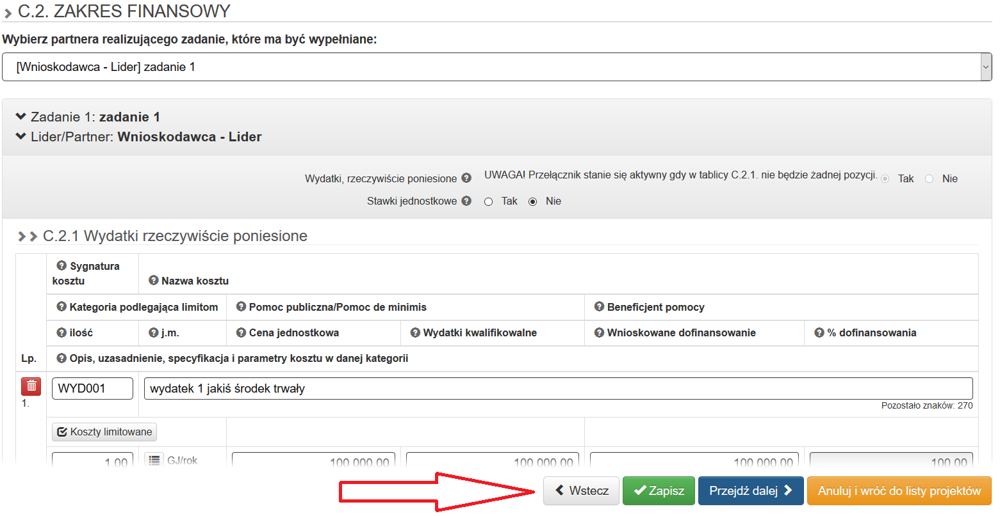 C.2. ZAKRES FINANSOWY
Wybierz partnera realizującego zadanie, które ma być wypełniane:
[Wnioskodawca - Lider] zadanie 1
Zadanie 1: zadanie 1
Lider/Partner: Wnioskodawca - Lider
Wydatki, rzeczywiście poniesione UWAGA! Przełącznik stanie się aktywny gdy w tablicy C.2.1. nie będzie żadnej pozycji. Tak Nie
Stawki jednostkowe Tak Nie
C.2.1 Wydatki rzeczywiście poniesione
Sygnatura
kosztu Nazwa kosztu
Kategoria podlegająca limitom Pomoc publiczna/Pomoc de minimis Beneficjent pomocy
ilość j.m. Cena jednostkowa Wydatki kwalifikowalne Wnioskowane dofinansowanie % dofinansowania
Lp. Opis, uzasadnienie, specyfikacja i parametry kosztu w danej kategorii
WYD001 wydatek 1 jakiś środek trwały
1. Pozostało znaków: 270
Koszty limitowane
1.00 GJ/rok 100 000.00 100 000.00 100 000.00 100.00
Wstecz Zapisz Przejdź dalej Anuluj i wróć do listy projektów